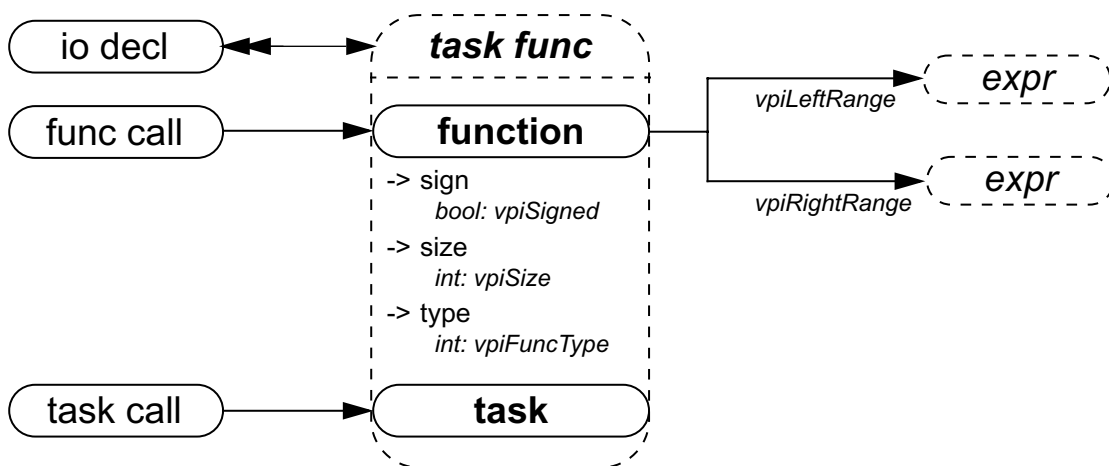 io decl
task func
expr
vpiLeftRange
func call
function
expr
vpiRightRange
-> sign
bool: vpiSigned
-> size
int: vpiSize
-> type
int: vpiFuncType
task call
task